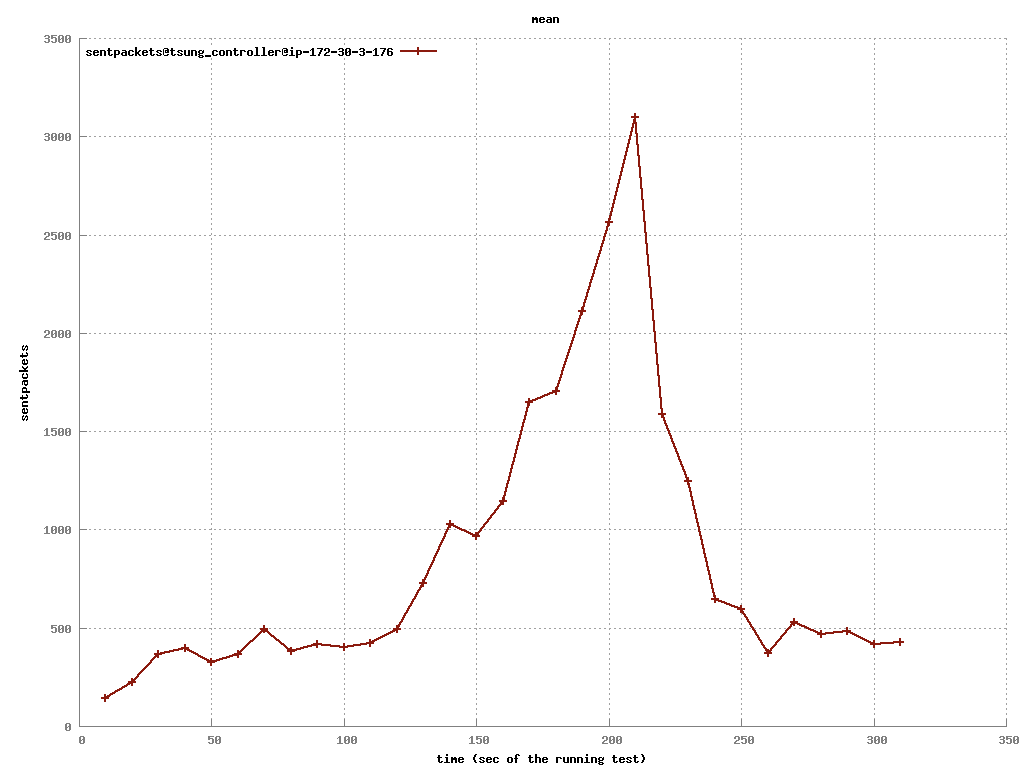 mean
sentpackets@tsung_controller@ip-172-30-3-176
3500
3000
2500
2000
1500
1000
500
0
sentpackets
0 50 100 150 200 250 300 350
time (sec of the running test)